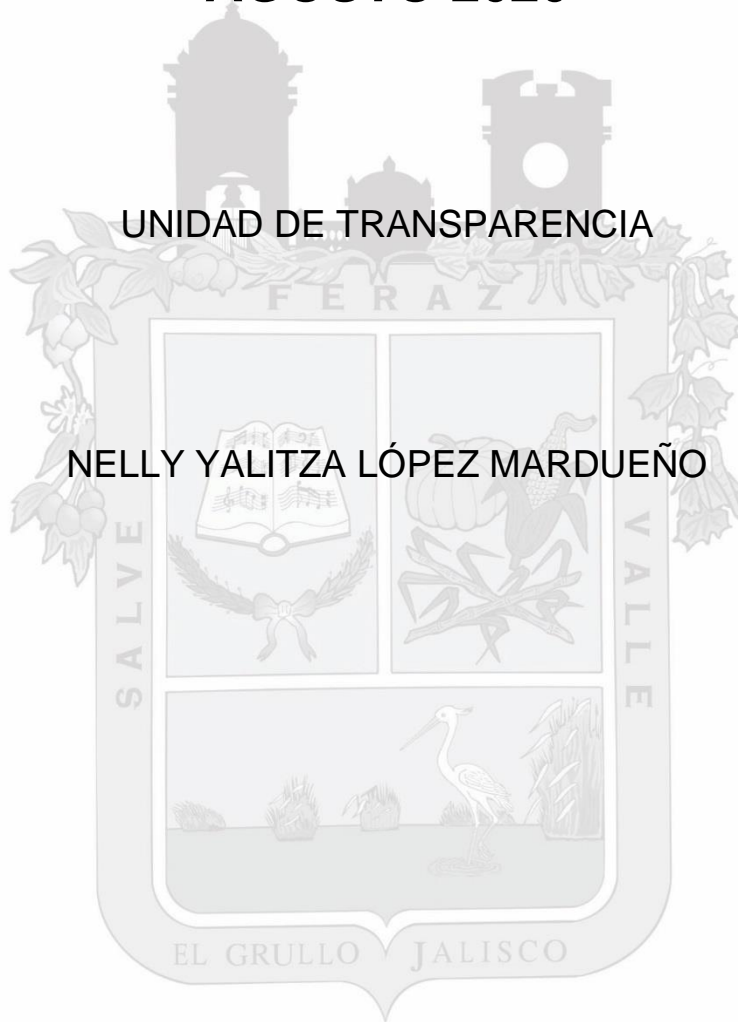 UNIDAD DE TRANSPARENCIA
FERAZ
NELLY YALITZA LÓPEZ MARDUEÑO
SALVE
VALLE
EL GRULLO JALISCO